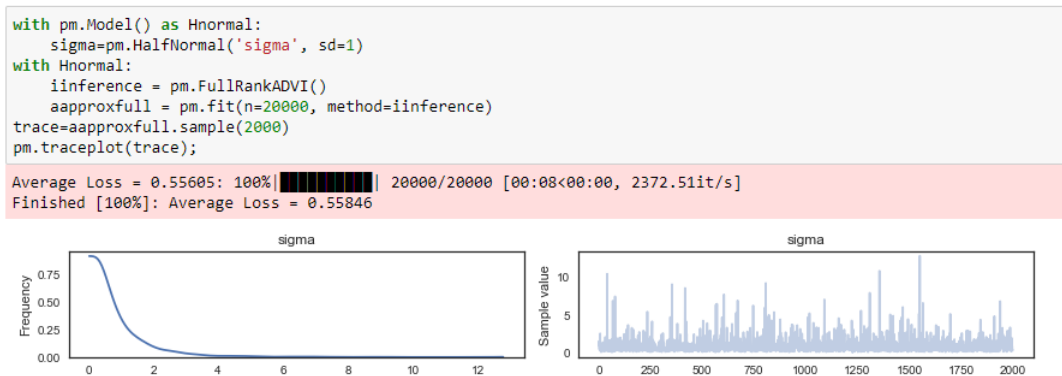 with pm.Model() as Hnormal:
    sigma=pm.HalfNormal('sigma', sd=1)
with Hnormal:
    iinference = pm.FullRankADVI()
    aapproxfull = pm.fit(n=20000, method=iinference)
trace=aapproxfull.sample(2000)
pm.traceplot(trace);
Average Loss = 0.55605: 100%|██████████| 20000/20000 [00:08<00:00, 2372.51it/s]
Finished [100%]: Average Loss = 0.55846
sigma
Frequency
0.75
0.50
0.25
0.00
0 2 4 6 8 10 12
sigma
Sample value
10
5
0
0 250 500 750 1000 1250 1500 1750 2000